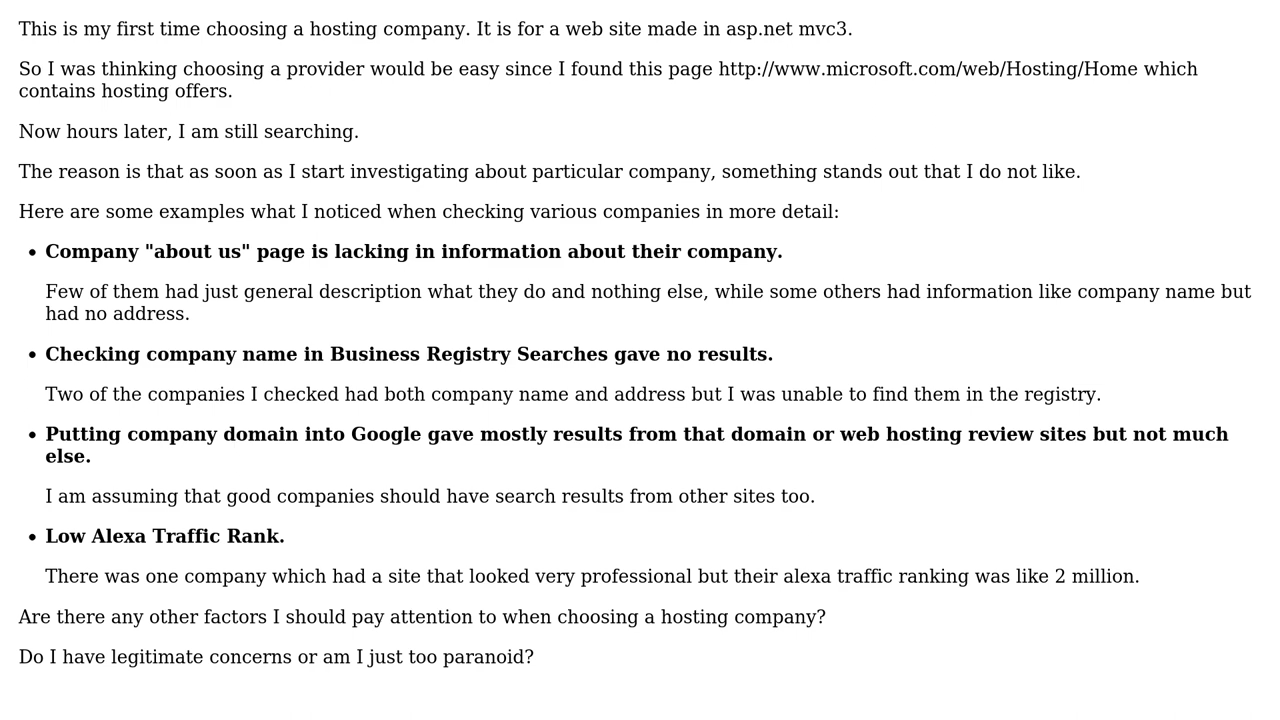 This is my first time choosing a hosting company. It is for a web site made in asp.net mvc3.
So I was thinking choosing a provider would be easy since I found this page http://www.microsoft.com/web/Hosting/Home which
contains hosting offers.
Now hours later, I am still searching.
The reason is that as soon as I start investigating about particular company, something stands out that I do not like.
Here are some examples what I noticed when checking various companies in more detail:
• Company "about us" page is lacking in information about their company.
Few of them had just general description what they do and nothing else, while some others had information like company name but
had no address.
• Checking company name in Business Registry Searches gave no results.
Two of the companies I checked had both company name and address but I was unable to find them in the registry.
• Putting company domain into Google gave mostly results from that domain or web hosting review sites but not much
else.
I am assuming that good companies should have search results from other sites too.
• Low Alexa Traffic Rank.
There was one company which had a site that looked very professional but their alexa traffic ranking was like 2 million.
Are there any other factors I should pay attention to when choosing a hosting company?
Do I have legitimate concerns or am I just too paranoid?